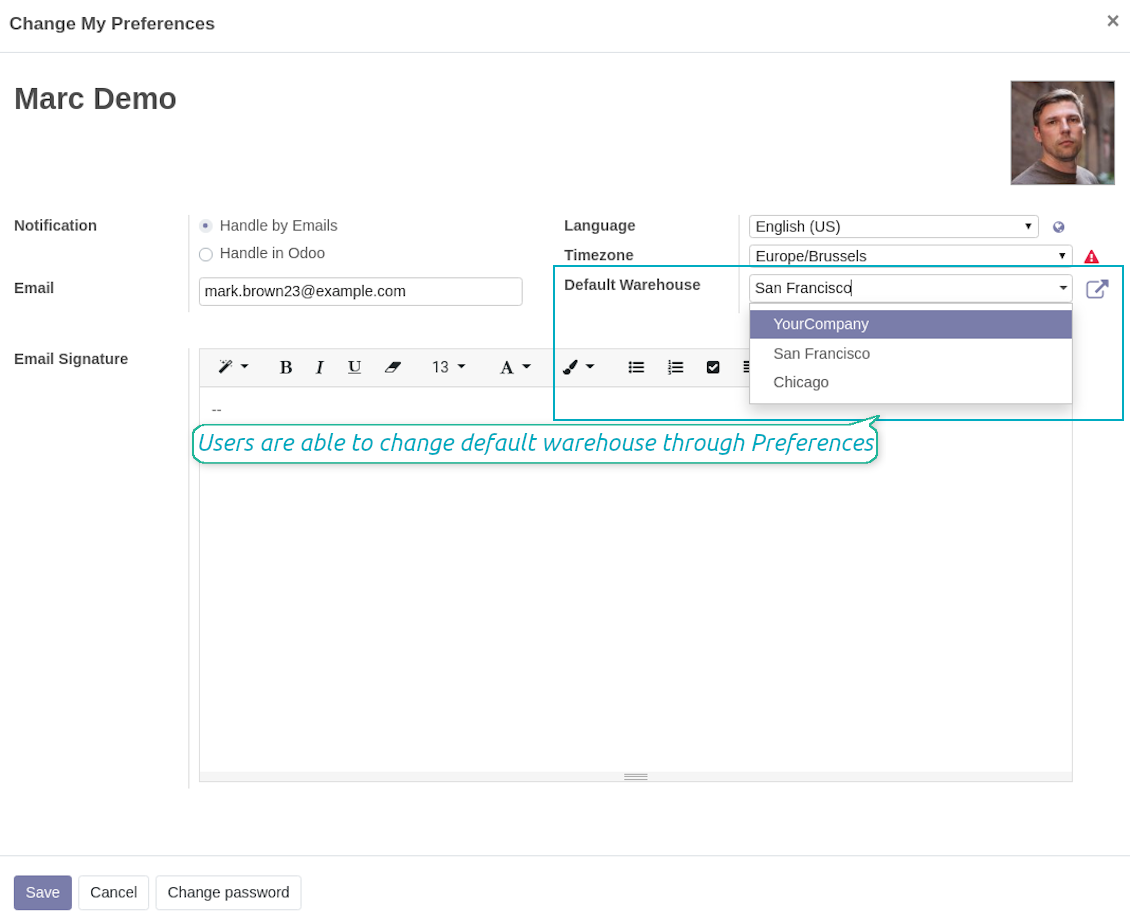 Change My Preferences ×
Marc Demo
Notification
Handle by Emails
Handle in Odoo
Email
mark.brown23@example.com
Language
English (US)
Timezone
Europe/Brussels
Default Warehouse
San Francisco
YourCompany
San Francisco
Chicago
Email Signature
B I U 13 A
--
Users are able to change default warehouse through Preferences
Save Cancel Change password